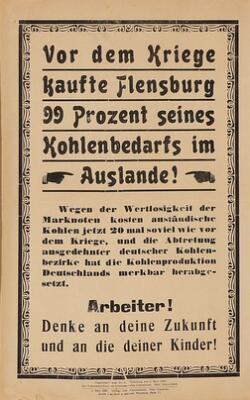 Vor dem Kriege
kaufte Flensburg
99 Prozent seines
Kohlenbedarfs im
Auslande!
Wegen der Wertlosigkeit der
Marknoten kosten ausländische
Kohlen jetzt 20 mal soviel wie vor
dem Kriege, und die Abtretung
ausgedehnter deutscher Kohlen-
bezirke hat die Kohlenproduktion
Deutschlands merkbar herabge-
setzt.
Arbeiter!
Denke an deine Zukunft
und an die deiner Kinder!